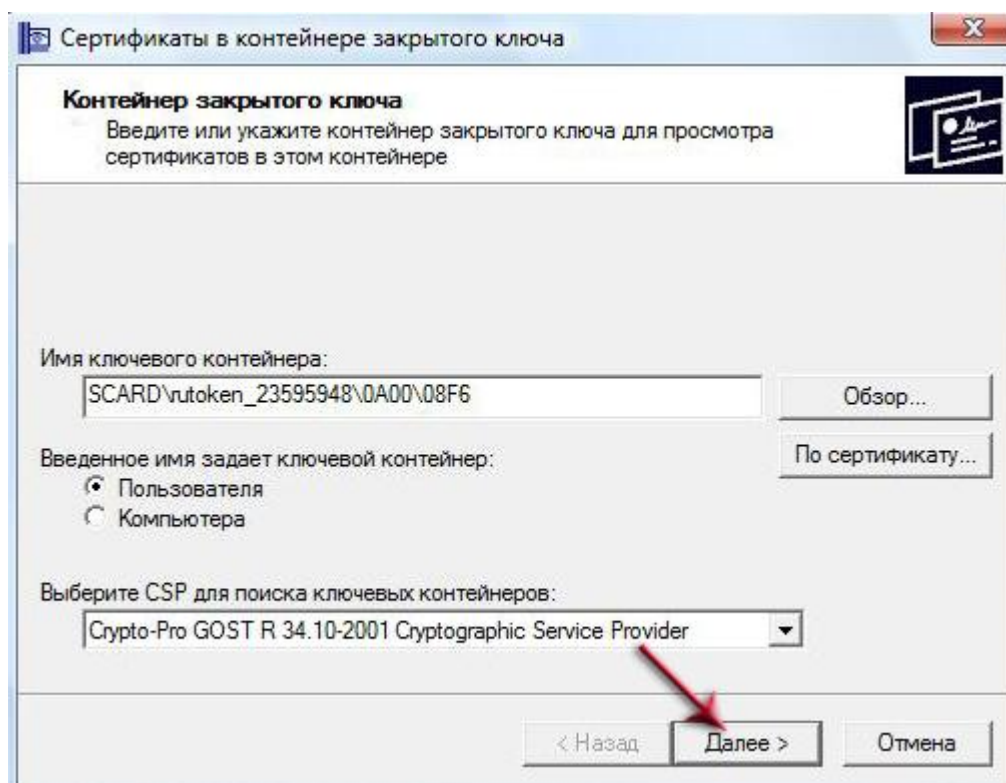 Сертификаты в контейнере закрытого ключа
Контейнер закрытого ключа
Введите или укажите контейнер закрытого ключа для просмотра
сертификатов в этом контейнере
Имя ключевого контейнера:
SCARD\rutoken_23595948\0A00\08F6
Обзор...
По сертификату...
Введенное имя задает ключевой контейнер:
Пользователя
Компьютера
Выберите CSP для поиска ключевых контейнеров:
Crypto-Pro GOST R 34.10-2001 Cryptographic Service Provider
< Назад
Далее >
Отмена